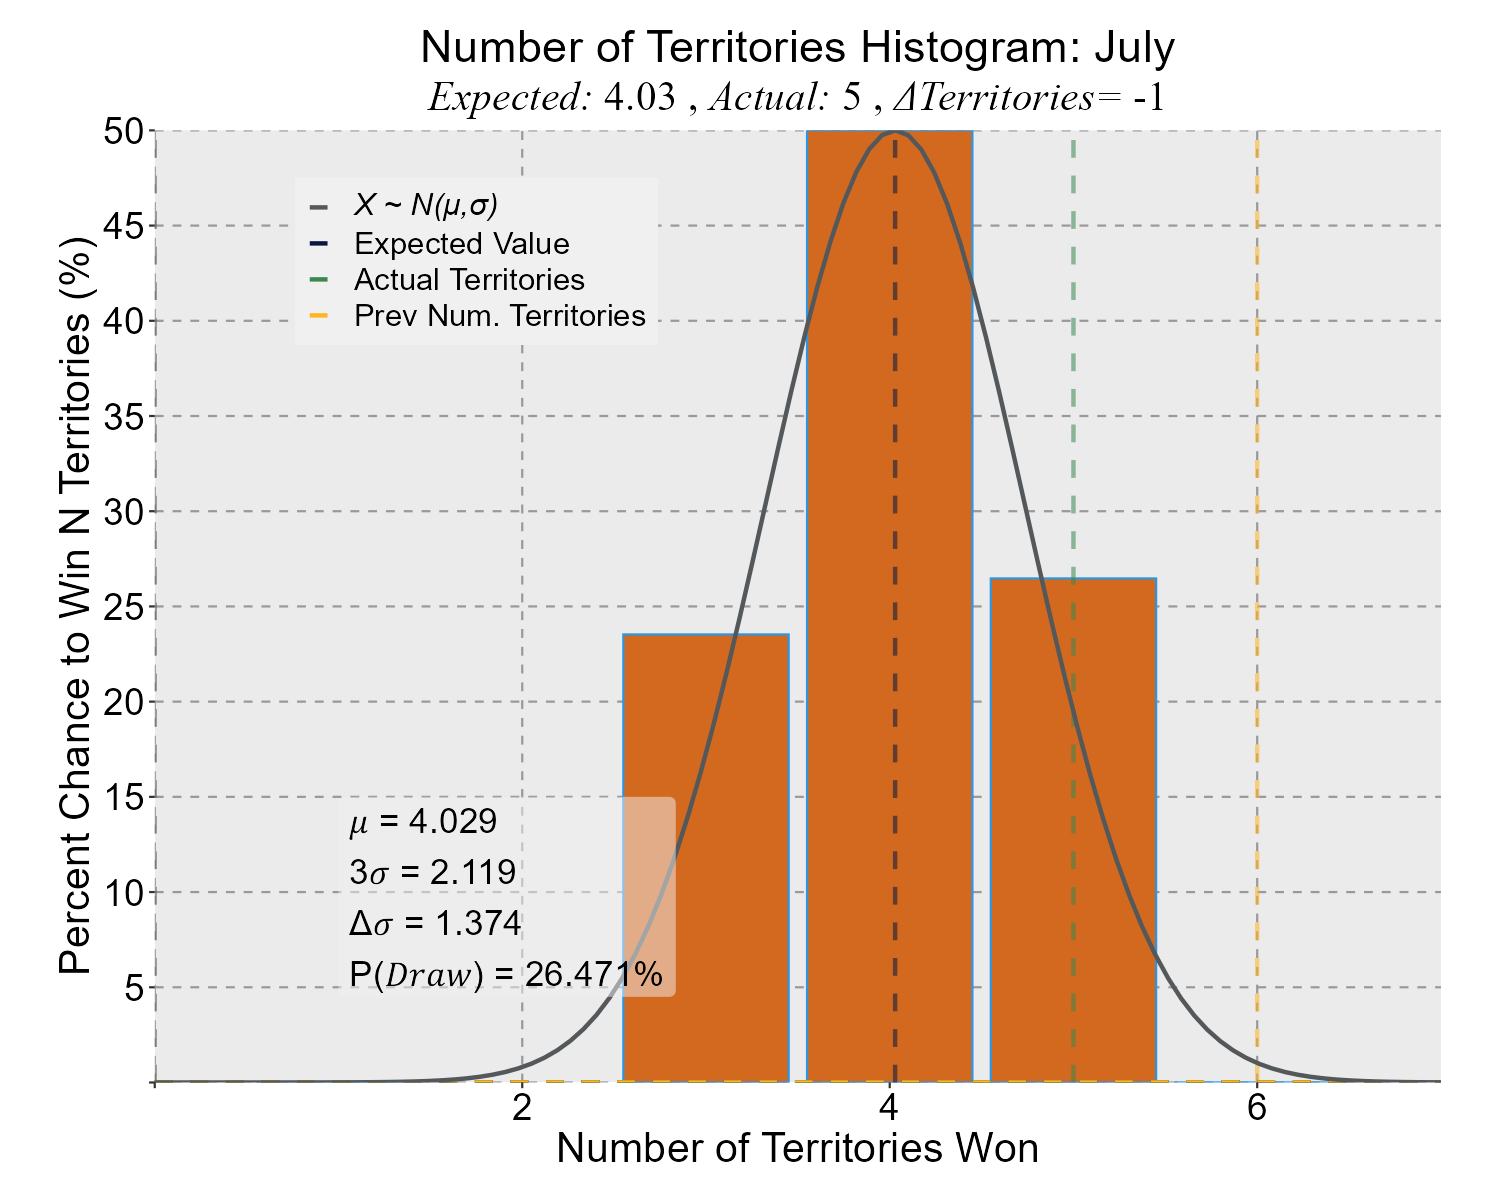 Number of Territories Histogram: July
Expected: 4.03 , Actual: 5 , ΔTerritories= -1
Percent Chance to Win N Territories (%)
50
45
40
35
30
25
20
15
10
5
X ~ N(μ,σ)
Expected Value
Actual Territories
Prev Num. Territories
μ = 4.029
3σ = 2.119
Δσ = 1.374
P(Draw) = 26.471%
2 4 6
Number of Territories Won